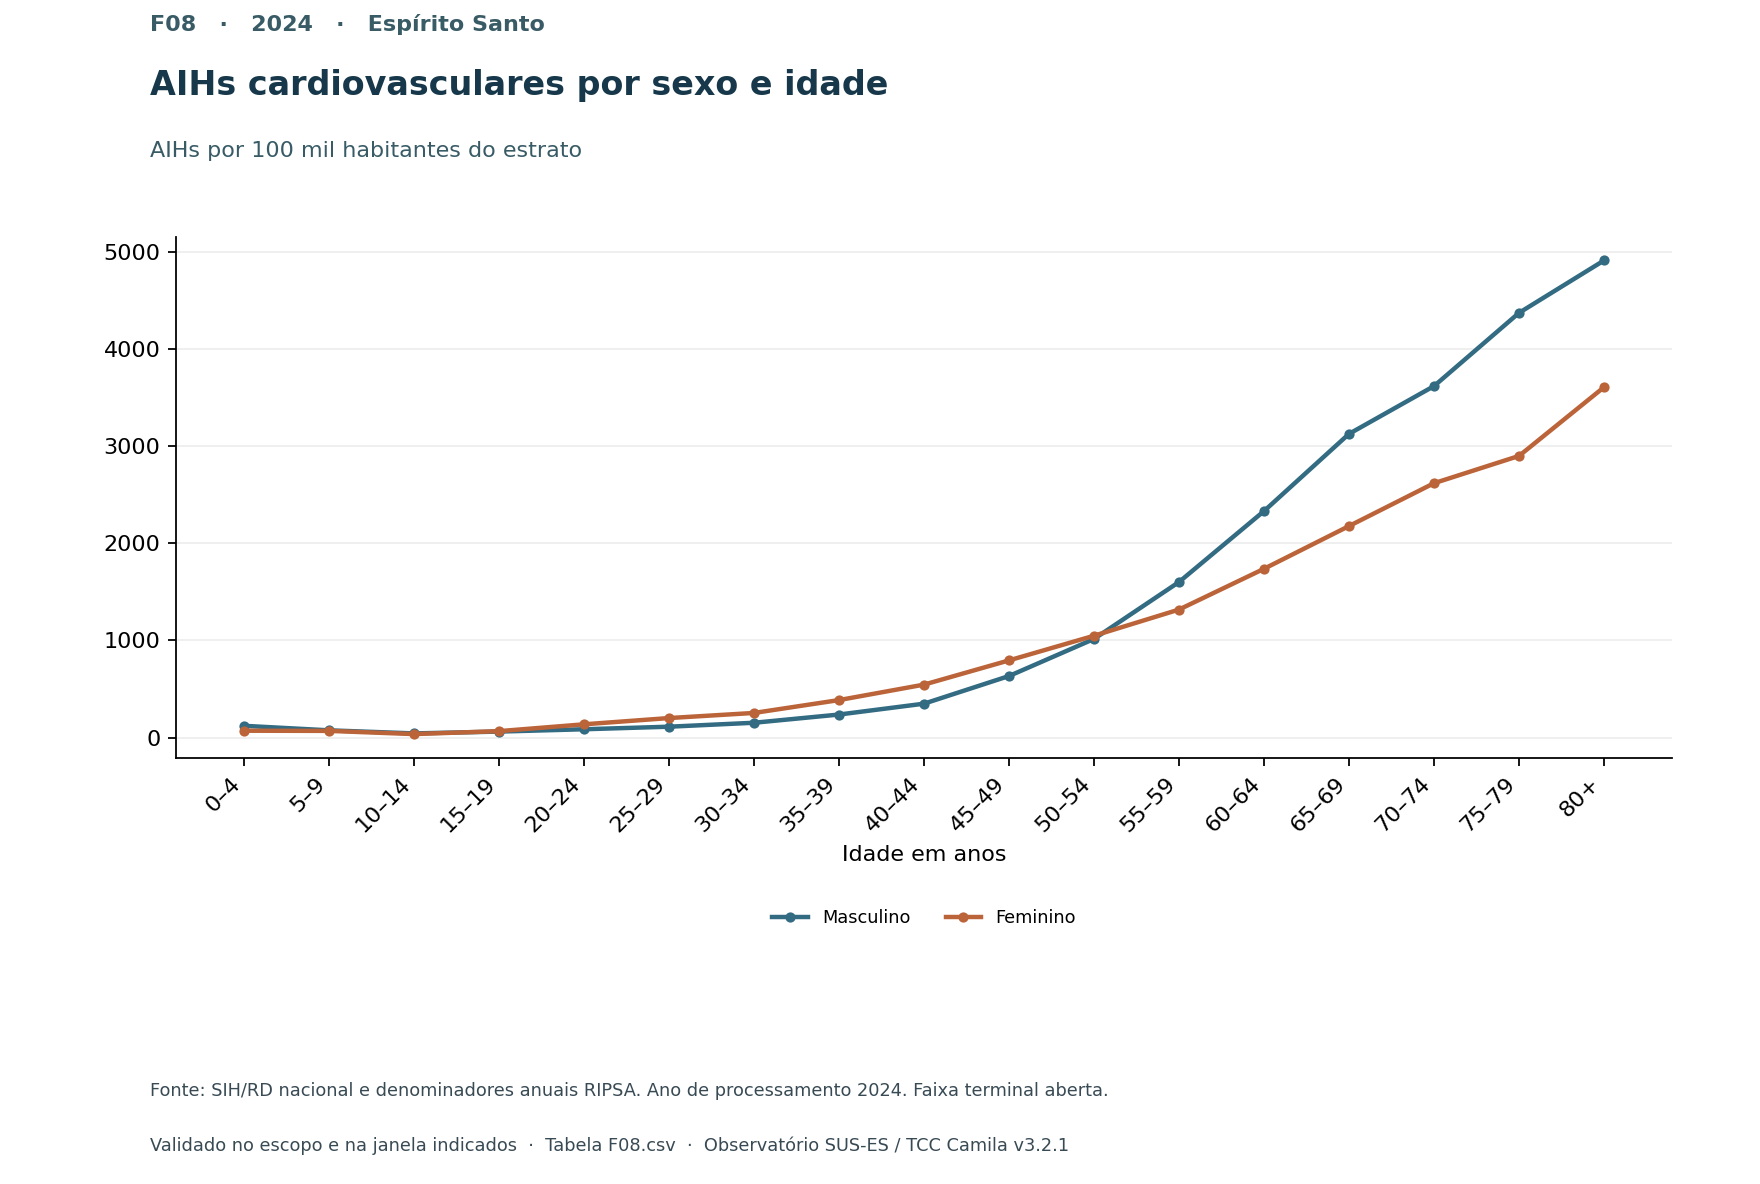 F08 · 2024 · Espírito Santo
AIHs cardiovasculares por sexo e idade
AIHs por 100 mil habitantes do estrato
5000
4000
3000
2000
1000
0
0–4
5–9
10–14
15–19
20–24
25–29
30–34
35–39
40–44
45–49
50–54
55–59
60–64
65–69
70–74
75–79
80+
Idade em anos
Masculino
Feminino
Fonte: SIH/RD nacional e denominadores anuais RIPSA. Ano de processamento 2024. Faixa terminal aberta.
Validado no escopo e na janela indicados · Tabela F08.csv · Observatório SUS-ES / TCC Camila v3.2.1